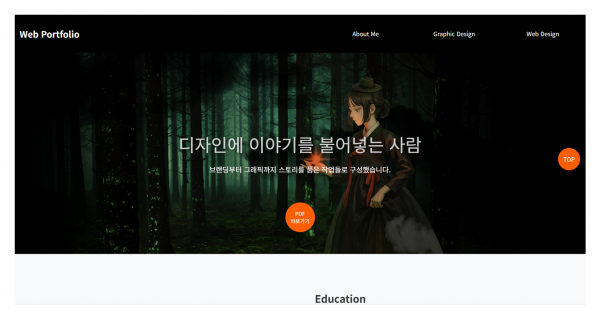 Web Portfolio
About Me
Graphic Design
Web Design
디자인에 이야기를 불어넣는 사람
브랜딩부터 그래픽까지 스토리를 품은 작업들로 구성했습니다.
TOP
PDF
바로가기
Education